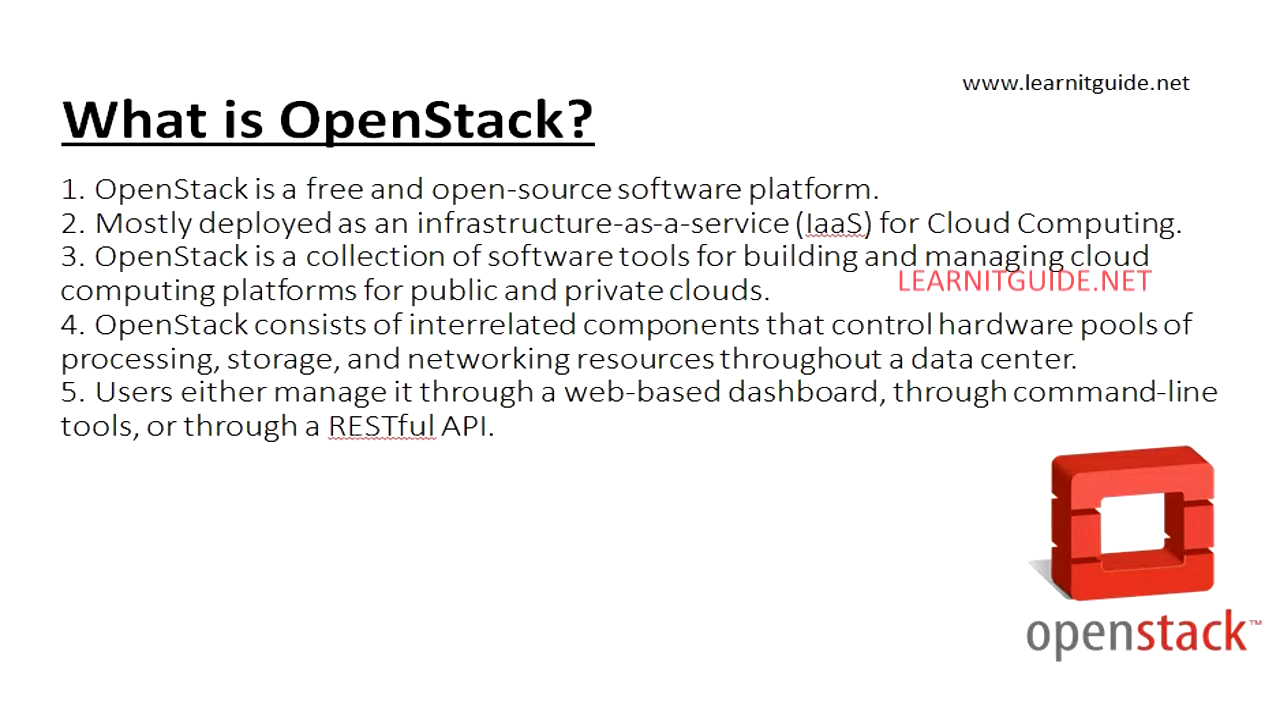 www.learnitguide.net
What is OpenStack?
1. OpenStack is a free and open-source software platform.
2. Mostly deployed as an infrastructure-as-a-service (IaaS) for Cloud Computing.
3. OpenStack is a collection of software tools for building and managing cloud
computing platforms for public and private clouds.
LEARNITGUIDE.NET
4. OpenStack consists of interrelated components that control hardware pools of
processing, storage, and networking resources throughout a data center.
5. Users either manage it through a web-based dashboard, through command-line
tools, or through a RESTful API.
openstack™